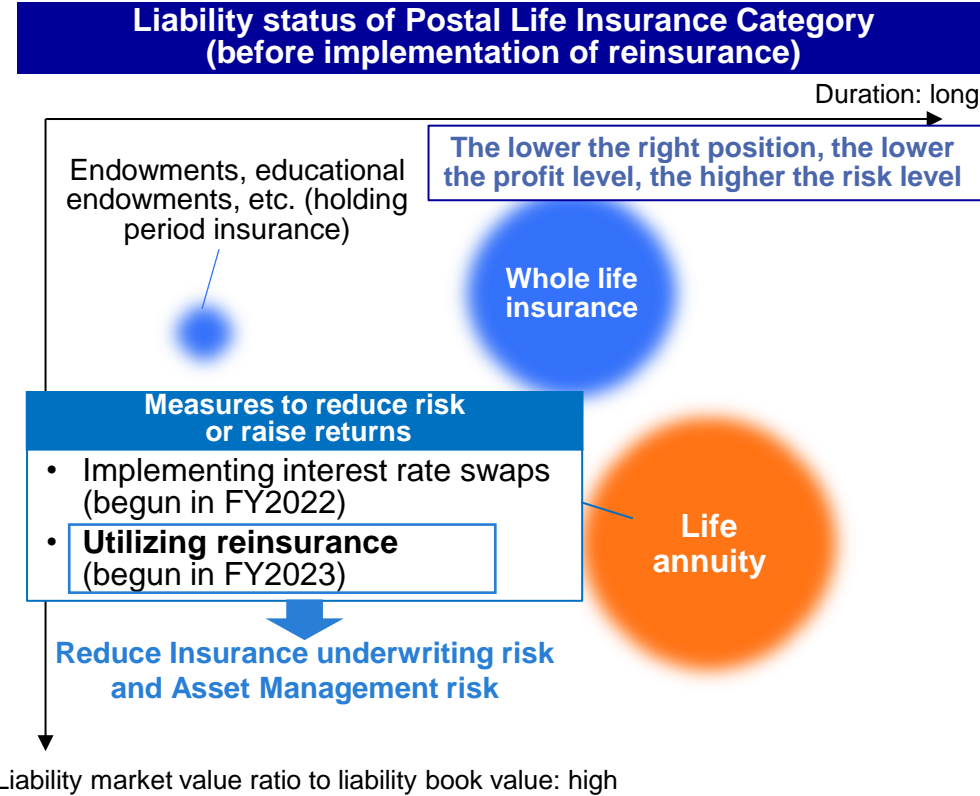 Liability status of Postal Life Insurance Category
(before implementation of reinsurance)
Duration: long
The lower the right position, the lower
the profit level, the higher the risk level
Endowments, educational
endowments, etc. (holding
period insurance)
Whole life
insurance
Measures to reduce risk
or raise returns
• Implementing interest rate swaps
(begun in FY2022)
• Utilizing reinsurance
(begun in FY2023)
Life
annuity
Reduce Insurance underwriting risk
and Asset Management risk
Liability market value ratio to liability book value: high